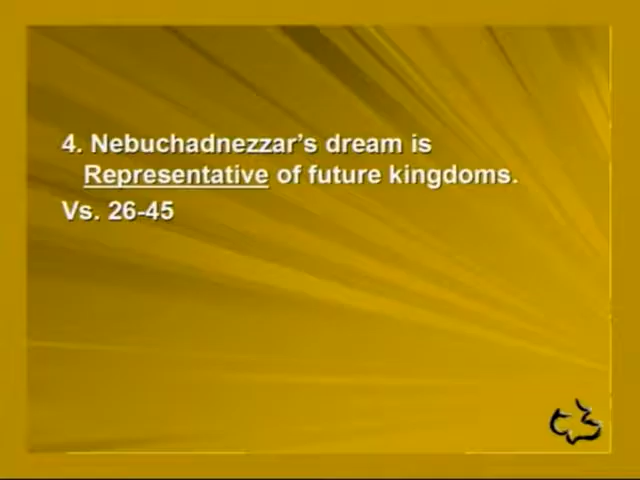 4. Nebuchadnezzar's dream is
Representative of future kingdoms.
Vs. 26-45